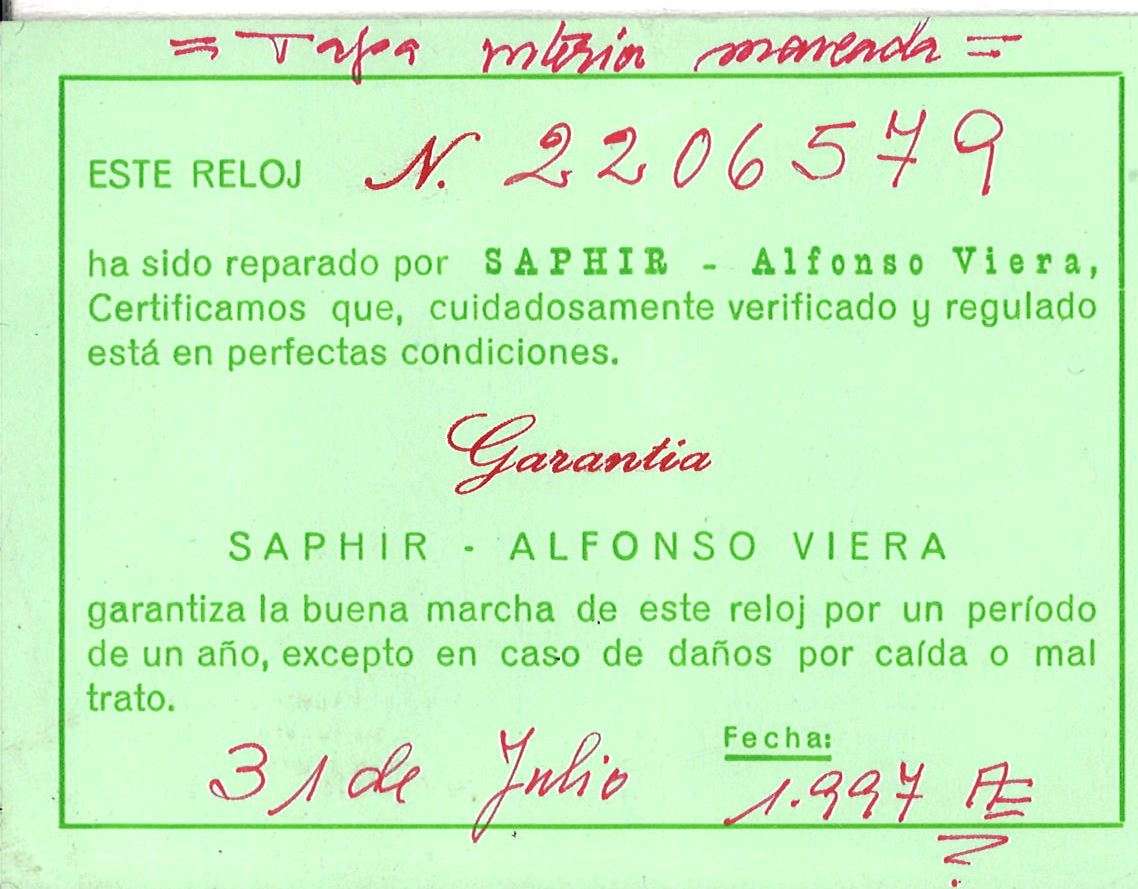 = Tapa interior marcada =
ESTE RELOJ N. 2206579
ha sido reparado por SAPHIR - Alfonso Viera,
Certificamos que, cuidadosamente verificado y regulado
está en perfectas condiciones.
Garantia
SAPHIR - ALFONSO VIERA
garantiza la buena marcha de este reloj por un período
de un año, excepto en caso de daños por caída o mal
trato.
Fecha:
31 de Julio 1.997